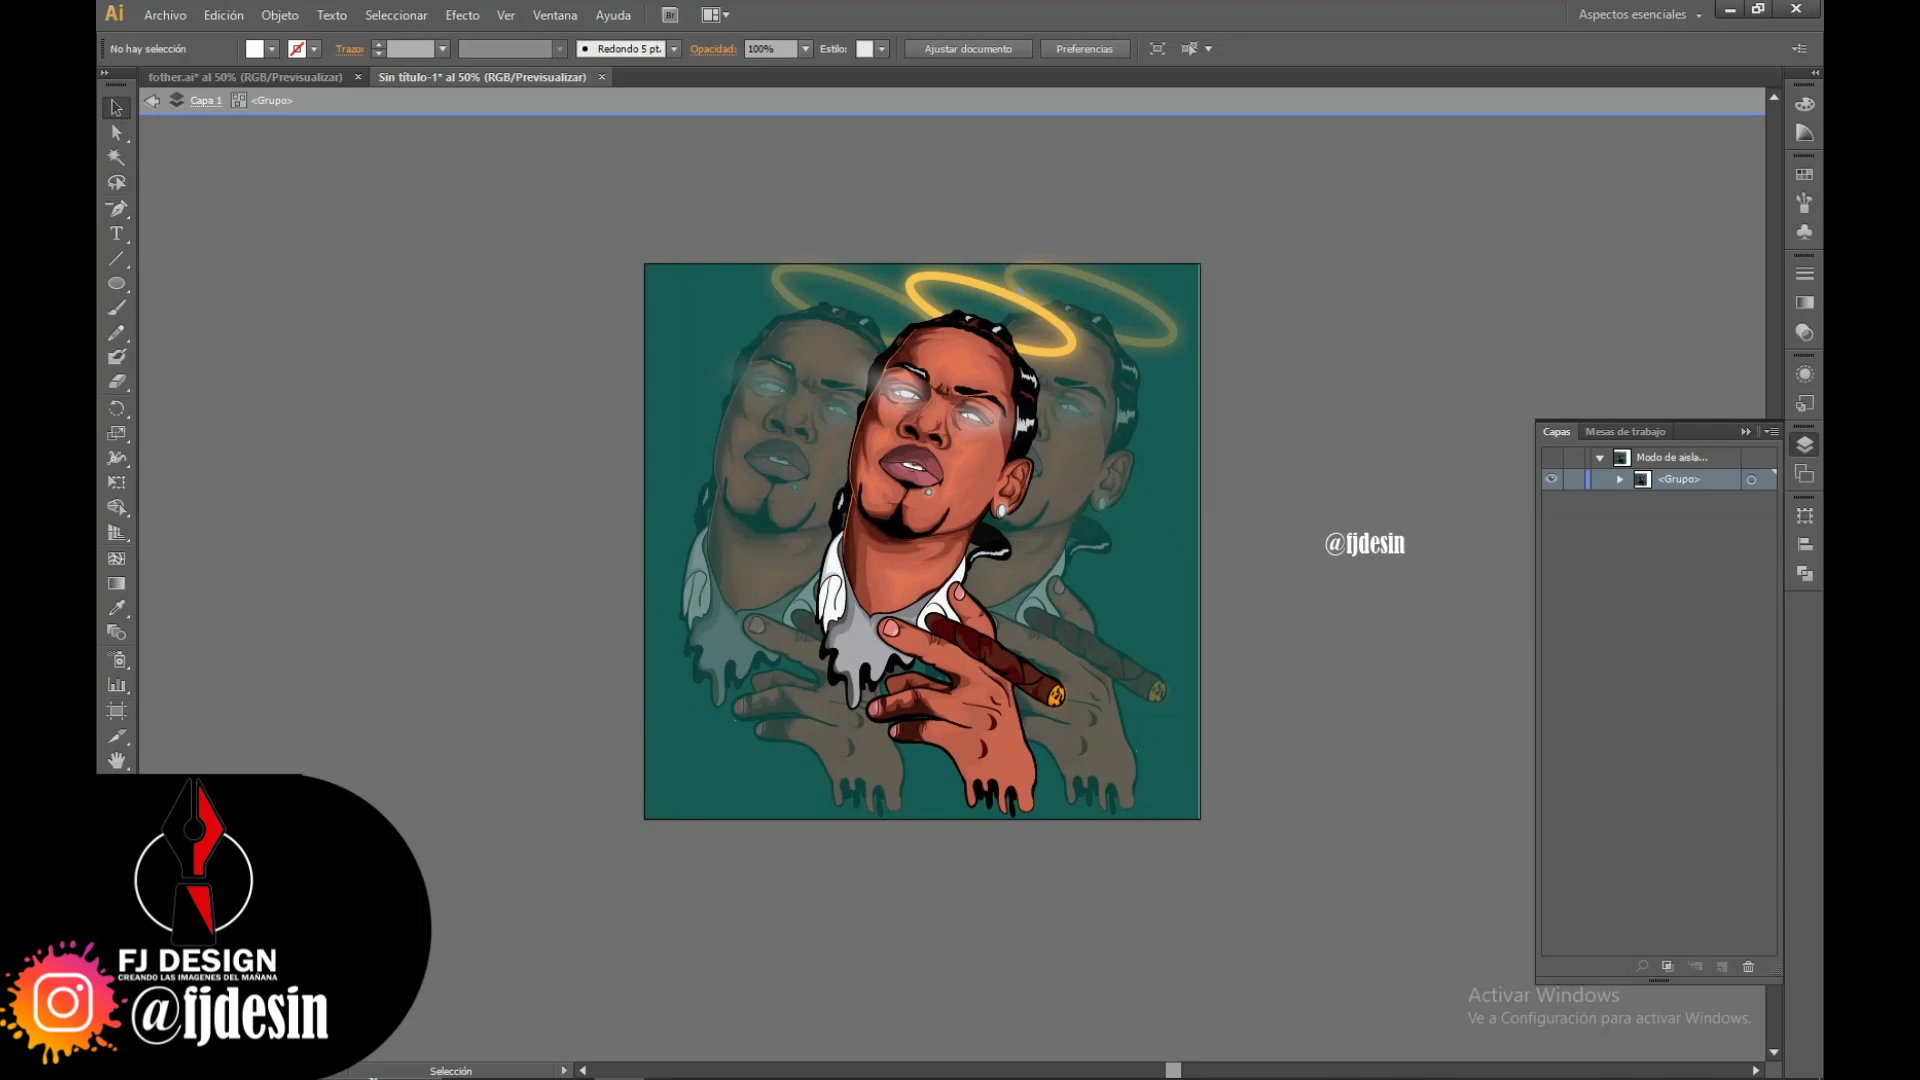 Ai Archivo Edición Objeto Texto Seleccionar Efecto Ver Ventana Ayuda Br Aspectos esenciales
No hay selección Trazo: Redondo 5 pt. Opacidad: 100% Estilo: Ajustar documento Preferencias
fother.ai* al 50% (RGB/Previsualizar) × Sin título-1* al 50% (RGB/Previsualizar) ×
Capa 1 <Grupo>
Capas Mesas de trabajo
Modo de aisla...
<Grupo>
@fjdesin
FJ DESIGN
CREANDO LAS IMAGENES DEL MAÑANA
@fjdesin
Activar Windows
Ve a Configuración para activar Windows.
Selección